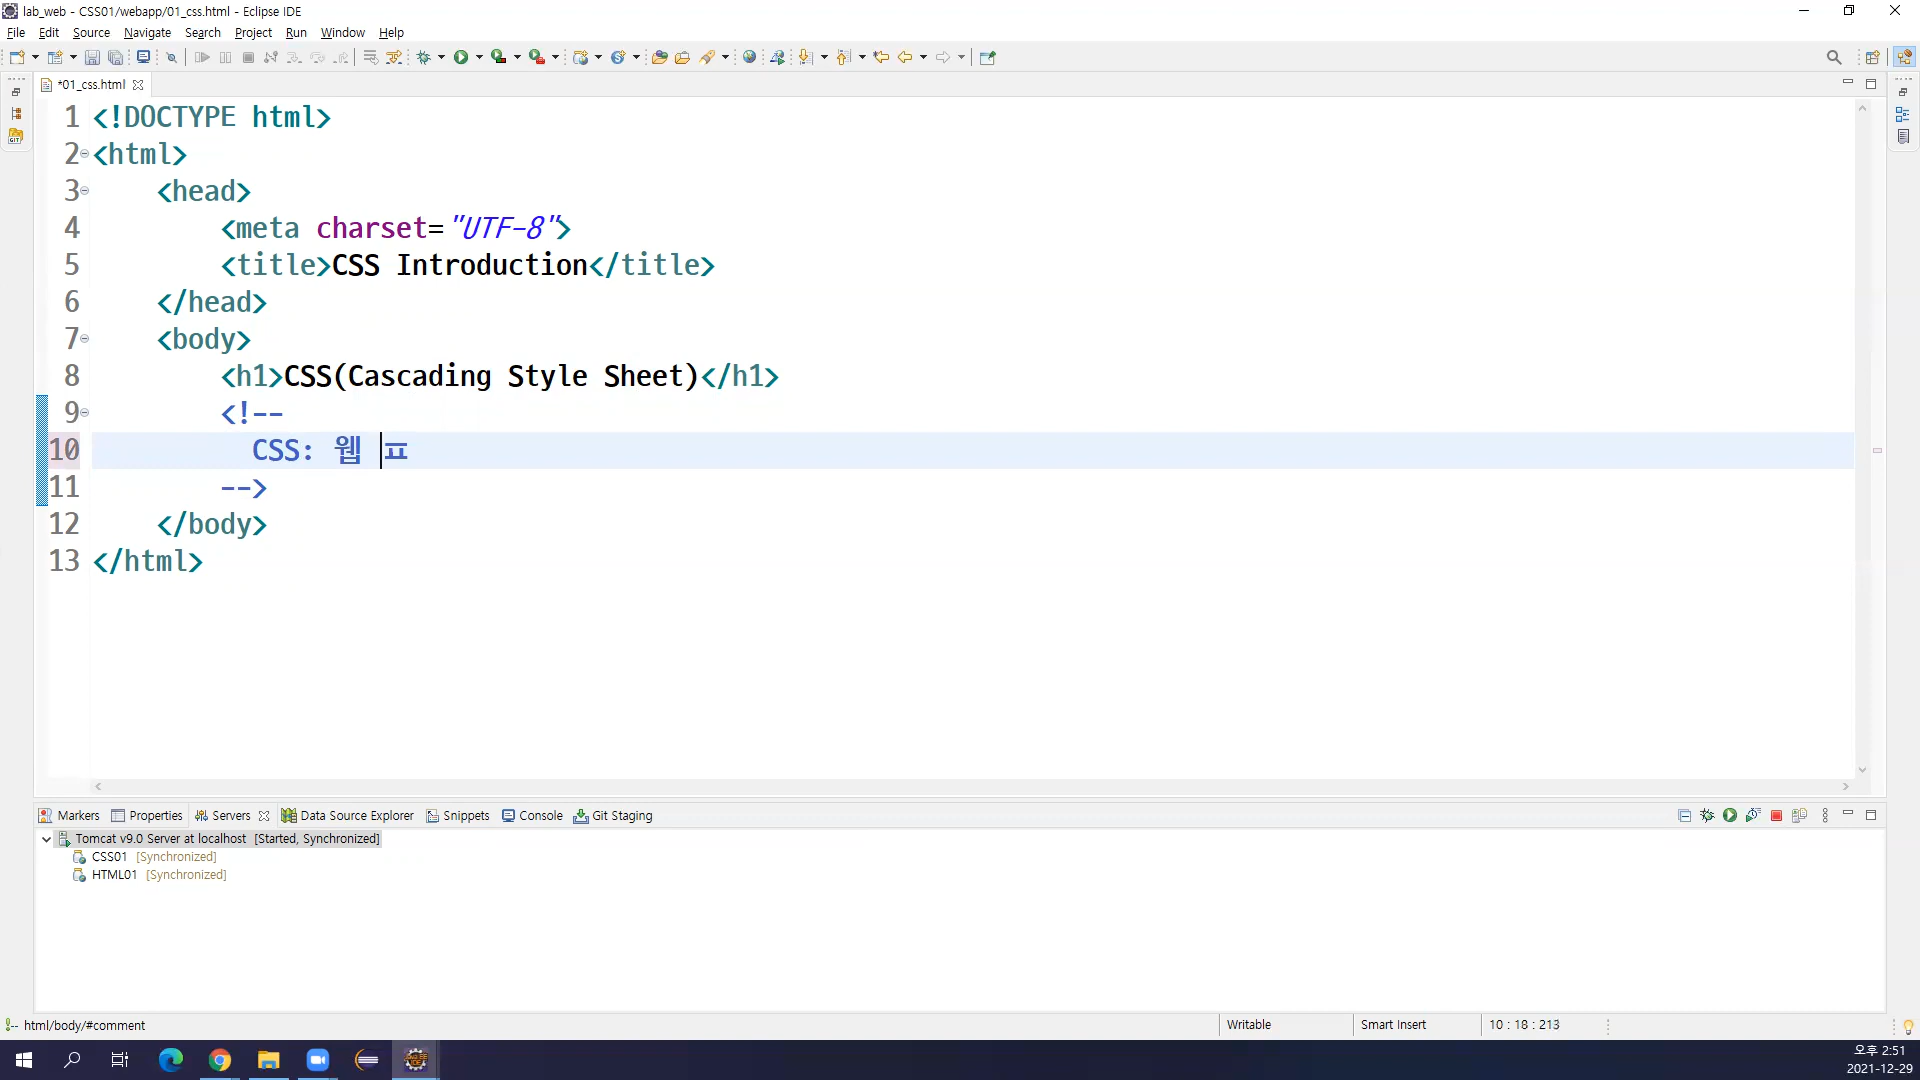 lab_web - CSS01/webapp/01_css.html - Eclipse IDE
File Edit Source Navigate Search Project Run Window Help
*01_css.html
1 <!DOCTYPE html>
2 <html>
3 <head>
4 <meta charset="UTF-8">
5 <title>CSS Introduction</title>
6 </head>
7 <body>
8 <h1>CSS(Cascading Style Sheet)</h1>
9 <!--
10 CSS: 웹 ㅍ
11 -->
12 </body>
13 </html>
Markers Properties Servers Data Source Explorer Snippets Console Git Staging
Tomcat v9.0 Server at localhost [Started, Synchronized]
CSS01 [Synchronized]
HTML01 [Synchronized]
html/body/#comment Writable Smart Insert 10 : 18 : 213
오후 2:51
2021-12-29